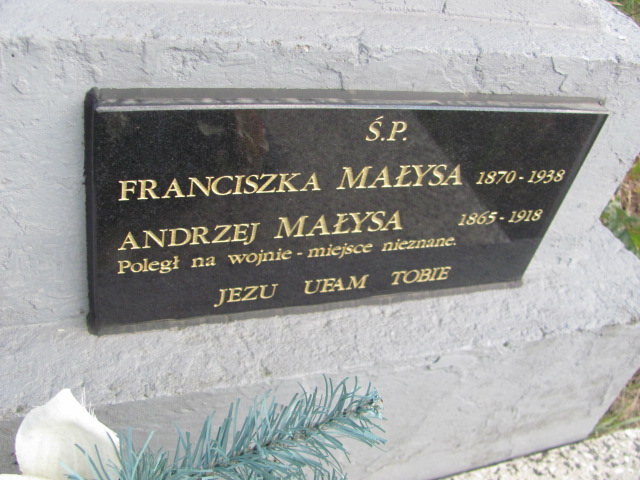 Ś.P.
FRANCISZKA MAŁYSA 1870-1938
ANDRZEJ MAŁYSA 1865-1918
Poległ na wojnie - miejsce nieznane.
JEZU UFAM TOBIE